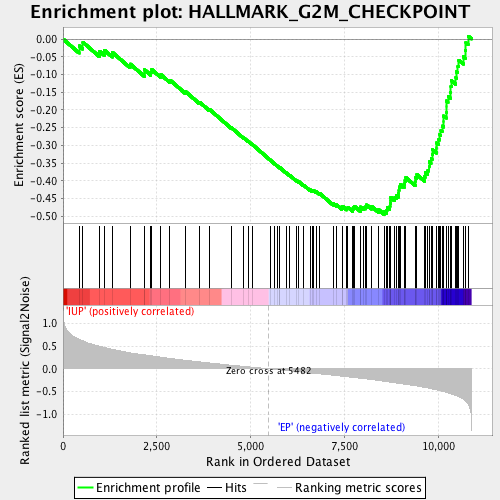 Enrichment plot: HALLMARK_G2M_CHECKPOINT
Enrichment score (ES)
0.00
-0.05
-0.10
-0.15
-0.20
-0.25
-0.30
-0.35
-0.40
-0.45
-0.50
'IUP' (positively correlated)
Ranked list metric (Signal2Noise)
1.0
0.5
0.0
-0.5
-1.0
Zero cross at 5482
'EP' (negatively correlated)
0
2,500
5,000
7,500
10,000
Rank in Ordered Dataset
Enrichment profile
Hits
Ranking metric scores